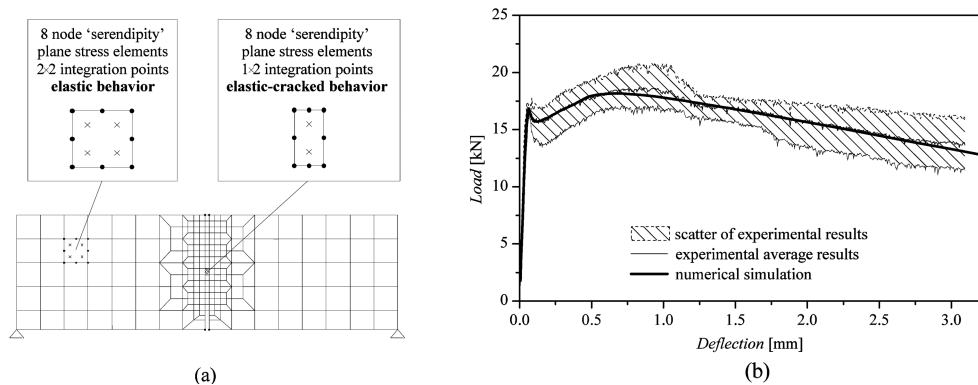 8 node ‘serendipity’
plane stress elements
2×2 integration points
elastic behavior
8 node ‘serendipity’
plane stress elements
1×2 integration points
elastic-cracked behavior
(a)
25
20
15
10
5
0
Load [kN]
scatter of experimental results
experimental average results
numerical simulation
0.0 0.5 1.0 1.5 2.0 2.5 3.0
Deflection [mm]
(b)